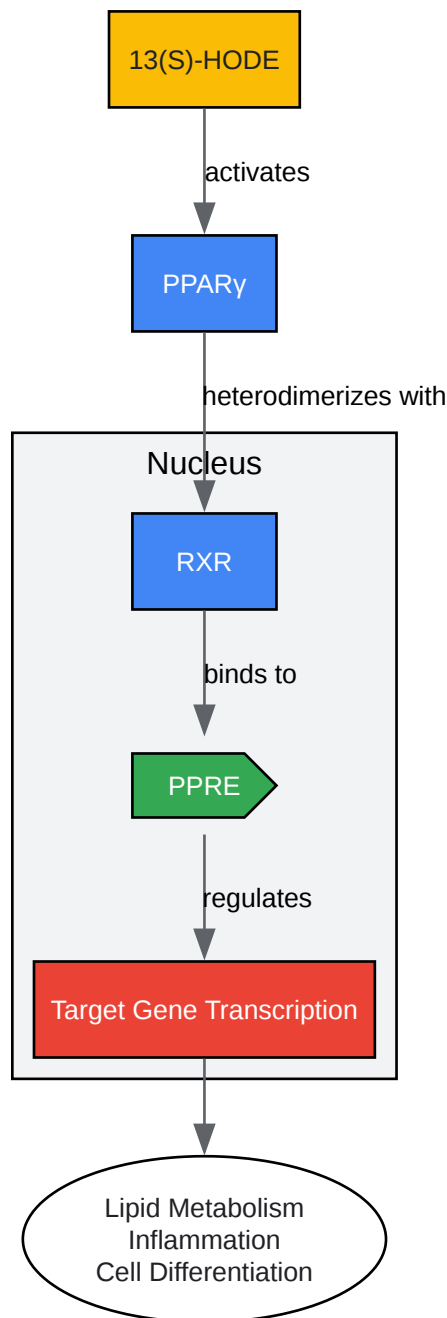 13(S)-HODE
activates
PPARγ
heterodimerizes with
Nucleus
RXR
binds to
PPRE
regulates
Target Gene Transcription
Lipid Metabolism
Inflammation
Cell Differentiation